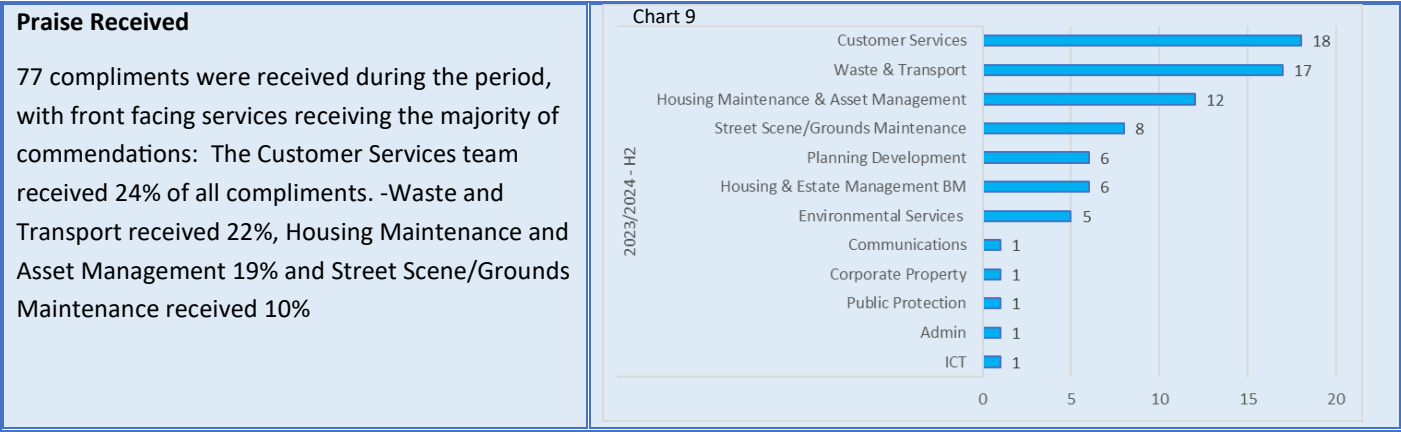 Praise Received
77 compliments were received during the period,
with front facing services receiving the majority of
commendations:  The Customer Services team
received 24% of all compliments. -Waste and
Transport received 22%, Housing Maintenance and
Asset Management 19% and Street Scene/Grounds
Maintenance received 10%
Chart 9
2023/2024 - H2
Customer Services 18
Waste & Transport 17
Housing Maintenance & Asset Management 12
Street Scene/Grounds Maintenance 8
Planning Development 6
Housing & Estate Management BM 6
Environmental Services 5
Communications 1
Corporate Property 1
Public Protection 1
Admin 1
ICT 1
0 5 10 15 20